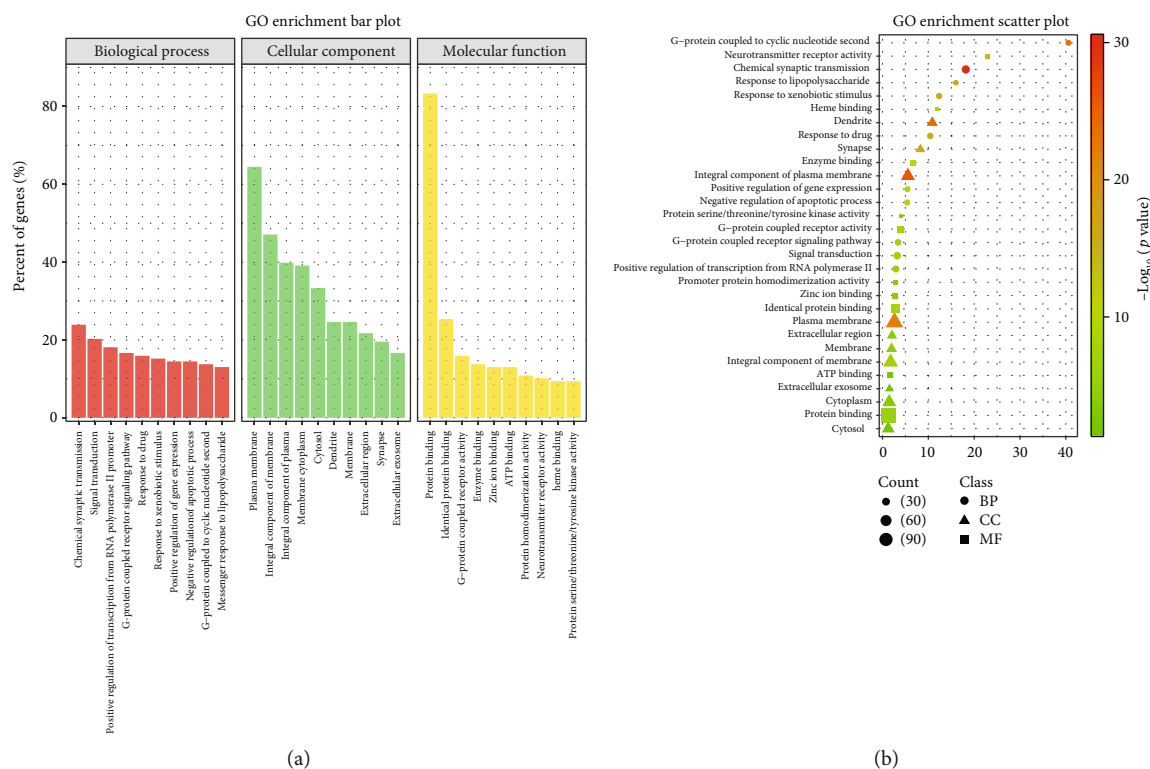 GO enrichment bar plot
Biological process
Cellular component
Molecular function
Percent of genes (%)
80
60
40
20
0
Chemical synaptic transmission
Signal transduction
Positive regulation of transcription from RNA polymerase II promoter
G-protein coupled receptor signaling pathway
Response to drug
Response to xenobiotic stimulus
Positive regulation of gene expression
Negative regulationof apoptotic process
G–protein coupled to cyclic nucleotide second
Messenger response to lipopolysaccharide
Plasma membrane
Integral component of membrane
Integral component of plasma
Membrane cytoplasm
Cytosol
Dendrite
Membrane
Extracellular region
Synapse
Extracellular exosome
Protein binding
Identical protein binding
G–protein coupled receptor activity
Enzyme binding
Zinc ion binding
ATP binding
Protein homodimerization activity
Neurotransmitter receptor activity
heme binding
Protein serine/threonine/tyrosine kinase activity
(a)
GO enrichment scatter plot
G–protein coupled to cyclic nucleotide second
Neurotransmitter receptor activity
Chemical synaptic transmission
Response to lipopolysaccharide
Response to xenobiotic stimulus
Heme binding
Dendrite
Response to drug
Synapse
Enzyme binding
Integral component of plasma membrane
Positive regulation of gene expression
Negative regulation of apoptotic process
Protein serine/threonine/tyrosine kinase activity
G–protein coupled receptor activity
G–protein coupled receptor signaling pathway
Signal transduction
Positive regulation of transcription from RNA polymerase II
Promoter protein homodimerization activity
Zinc ion binding
Identical protein binding
Plasma membrane
Extracellular region
Membrane
Integral component of membrane
ATP binding
Extracellular exosome
Cytoplasm
Protein binding
Cytosol
0 10 20 30 40
30
20
10
–Log10 (p value)
Count
(30)
(60)
(90)
Class
BP
CC
MF
(b)